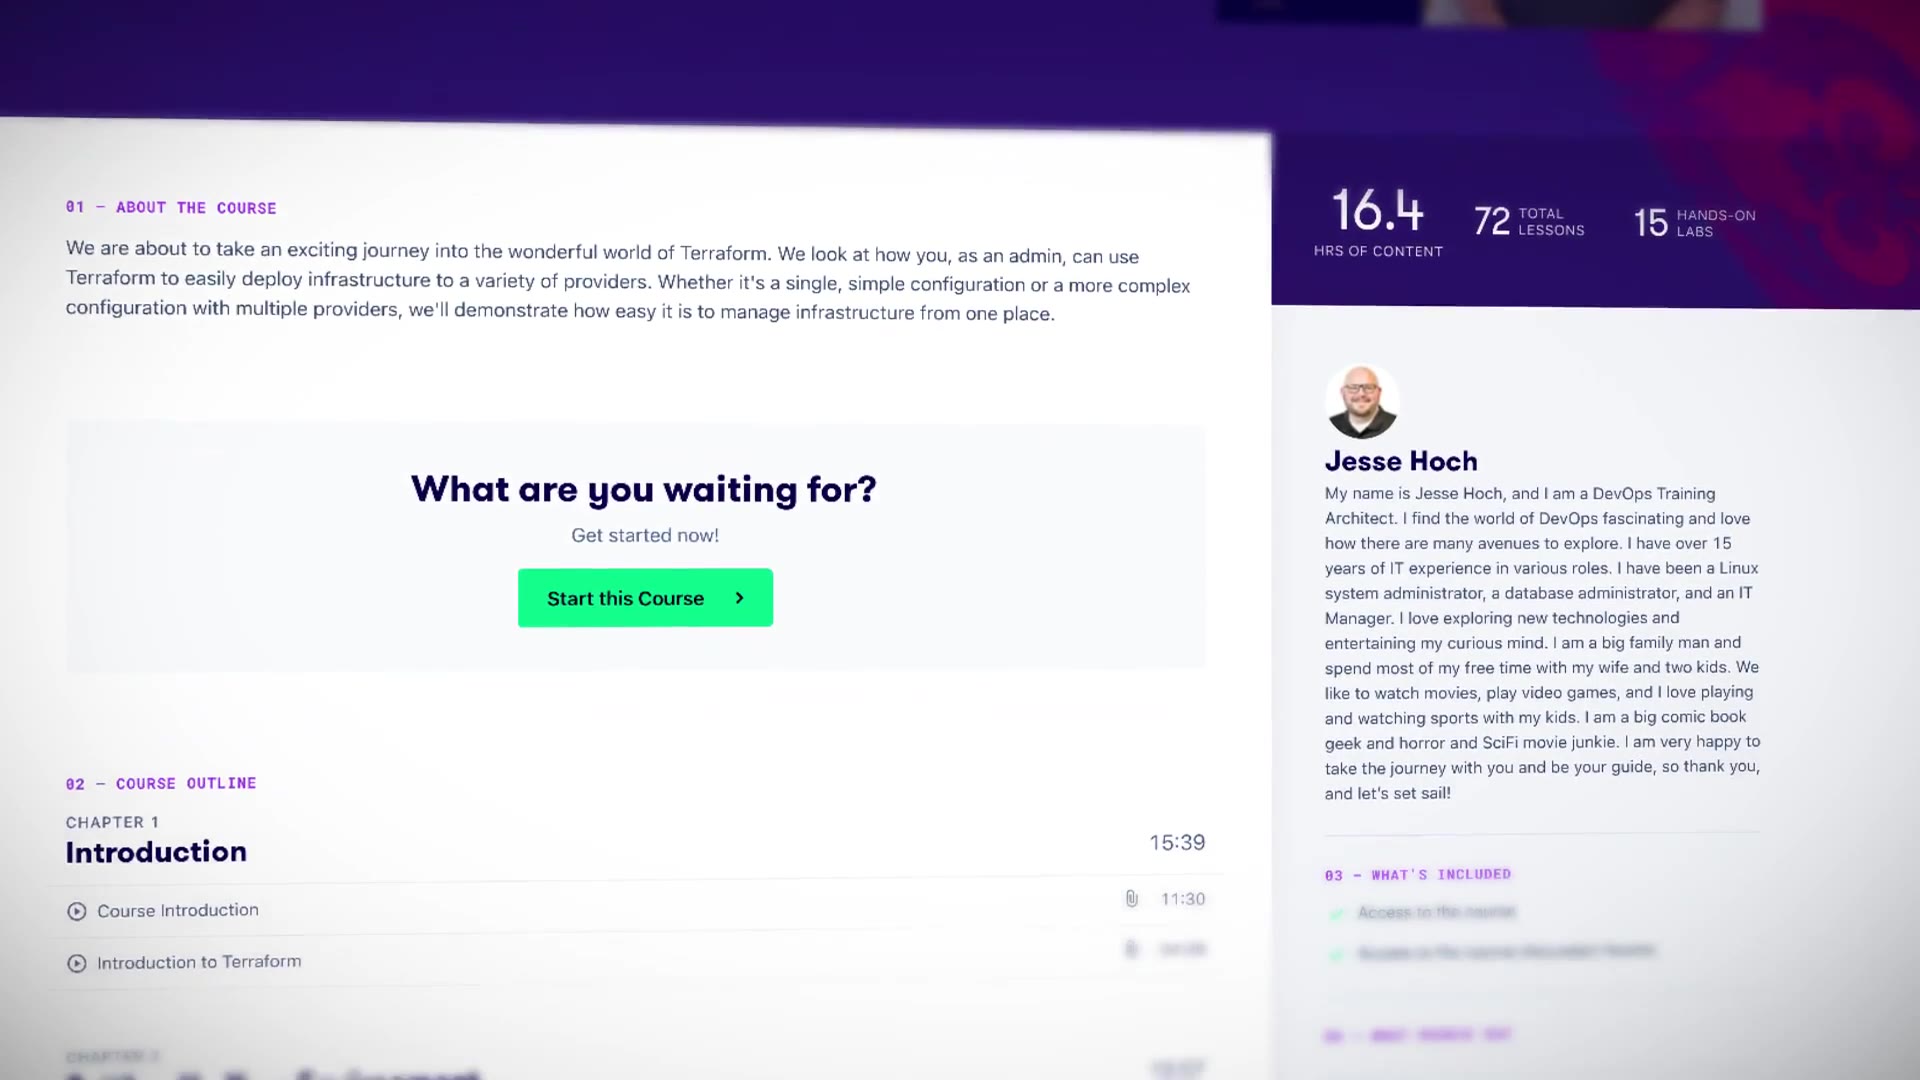 01 – ABOUT THE COURSE
We are about to take an exciting journey into the wonderful world of Terraform. We look at how you, as an admin, can use
Terraform to easily deploy infrastructure to a variety of providers. Whether it's a single, simple configuration or a more complex
configuration with multiple providers, we'll demonstrate how easy it is to manage infrastructure from one place.
What are you waiting for?
Get started now!
Start this Course
02 – COURSE OUTLINE
CHAPTER 1
Introduction
15:39
Course Introduction
11:30
Introduction to Terraform
CHAPTER 2
16.4
HRS OF CONTENT
72 TOTAL LESSONS
15 HANDS-ON LABS
Jesse Hoch
My name is Jesse Hoch, and I am a DevOps Training
Architect. I find the world of DevOps fascinating and love
how there are many avenues to explore. I have over 15
years of IT experience in various roles. I have been a Linux
system administrator, a database administrator, and an IT
Manager. I love exploring new technologies and
entertaining my curious mind. I am a big family man and
spend most of my free time with my wife and two kids. We
like to watch movies, play video games, and I love playing
and watching sports with my kids. I am a big comic book
geek and horror and SciFi movie junkie. I am very happy to
take the journey with you and be your guide, so thank you,
and let's set sail!
03 – WHAT'S INCLUDED
Access to the course